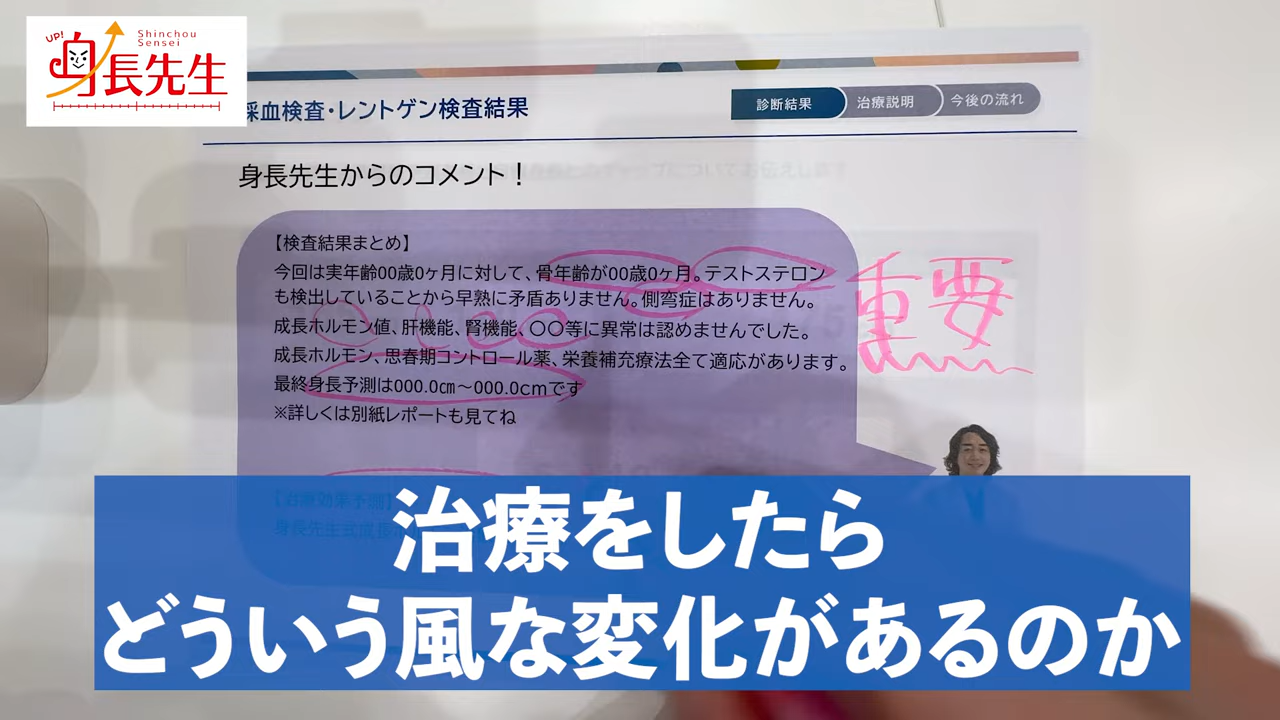 UP!
身長先生
Shinchou
Sensei
採血検査・レントゲン検査結果
診断結果
治療説明
今後の流れ
身長先生からのコメント！
【検査結果まとめ】
今回は実年齢00歳0ヶ月に対して、骨年齢が00歳0ヶ月。テストステロン
も検出していることから早熟に矛盾ありません。側弯症はありません。
成長ホルモン値、肝機能、腎機能、〇〇等に異常は認めませんでした。
成長ホルモン、思春期コントロール薬、栄養補充療法全て適応があります。
最終身長予測は000.0㎝～000.0cmです
※詳しくは別紙レポートも見てね
重要
【治療効果予測】
治療をしたら
どういう風な変化があるのか